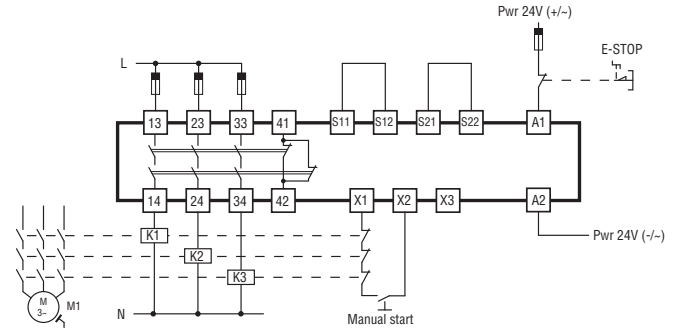 Pwr 24V (+/~)
E-STOP
L
13 23 33 41 S11 S12 S21 S22 A1
14 24 34 42 X1 X2 X3 A2
K1
Pwr 24V (-/~)
K2
K3
M
3~
M1
N
Manual start